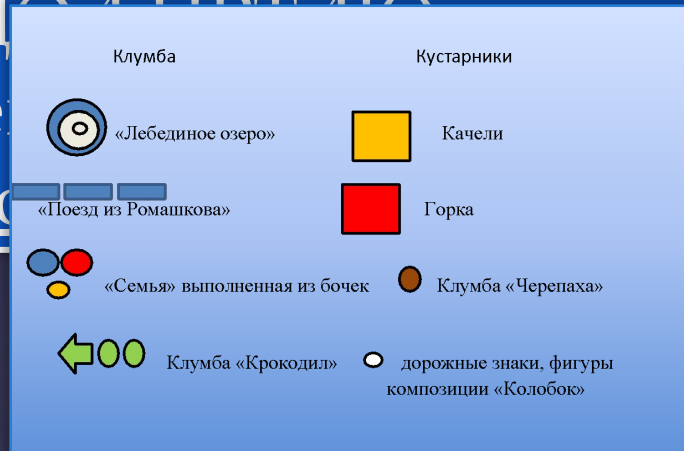 Клумба
Кустарники
«Лебединое озеро»
Качели
«Поезд из Ромашкова»
Горка
«Семья» выполненная из бочек
Клумба «Черепаха»
Клумба «Крокодил»
дорожные знаки, фигуры
композиции «Колобок»